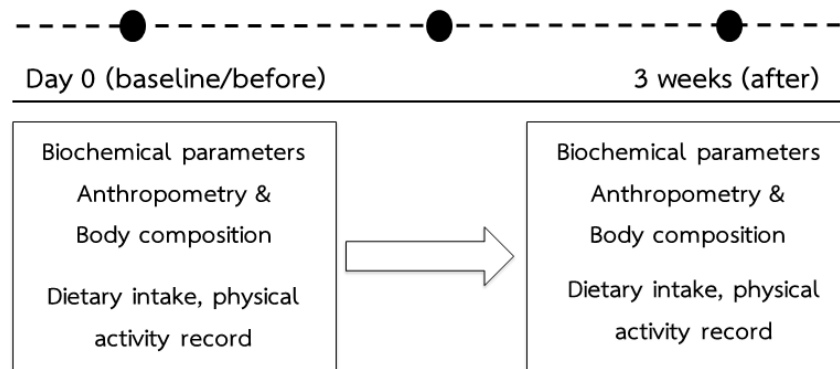 Day 0 (baseline/before)
3 weeks (after)
Biochemical parameters
Anthropometry &
Body composition
Dietary intake, physical
activity record
Biochemical parameters
Anthropometry &
Body composition
Dietary intake, physical
activity record